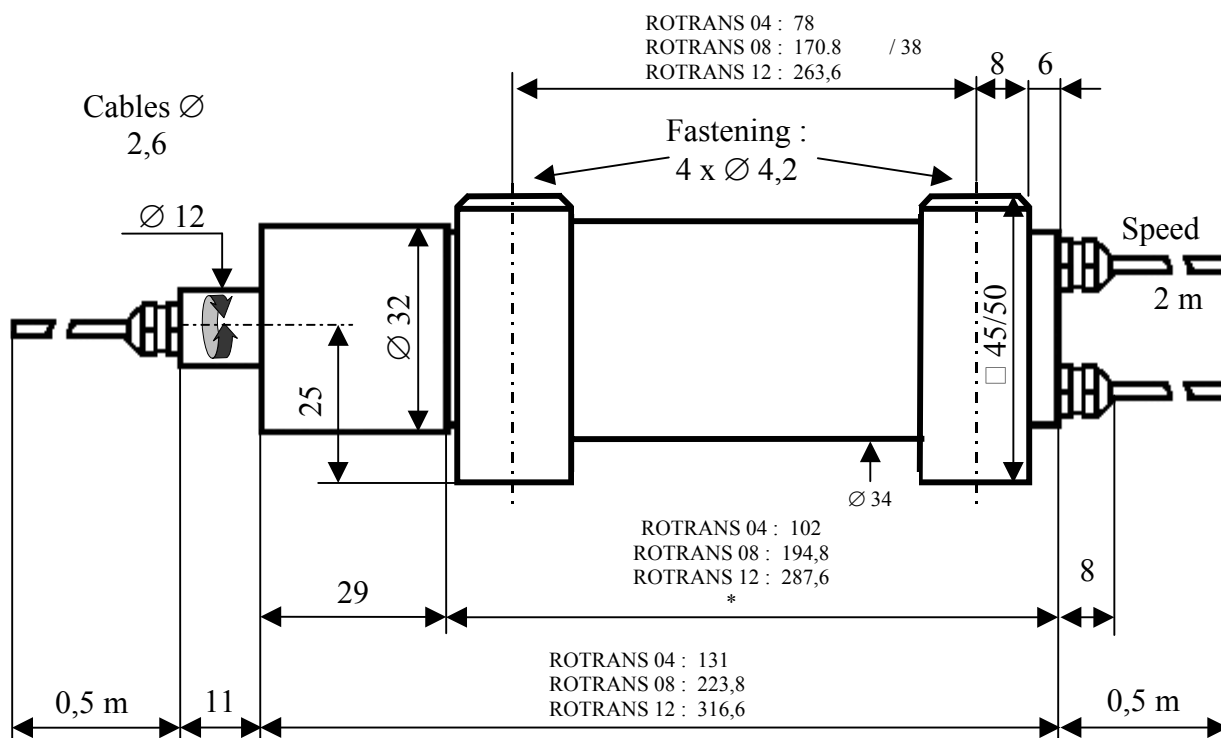 ROTRANS 04 : 78
ROTRANS 08 : 170.8 / 38
ROTRANS 12 : 263,6
8
6
Cables ∅
2,6
Fastening :
4 x ∅ 4,2
∅ 12
Speed
2 m
∅ 32
□ 45/50
25
∅ 34
ROTRANS 04 : 102
ROTRANS 08 : 194,8
ROTRANS 12 : 287,6
*
29
8
ROTRANS 04 : 131
ROTRANS 08 : 223,8
ROTRANS 12 : 316,6
0,5 m
11
0,5 m